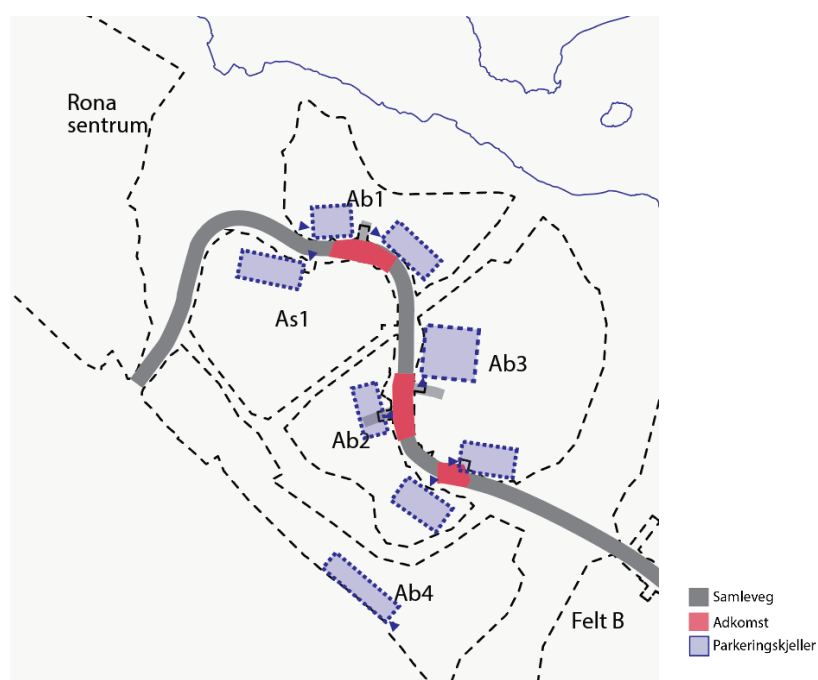 Rona
sentrum
Ab1
As1
Ab3
Ab2
Ab4
Felt B
Samleveg
Adkomst
Parkeringskjeller